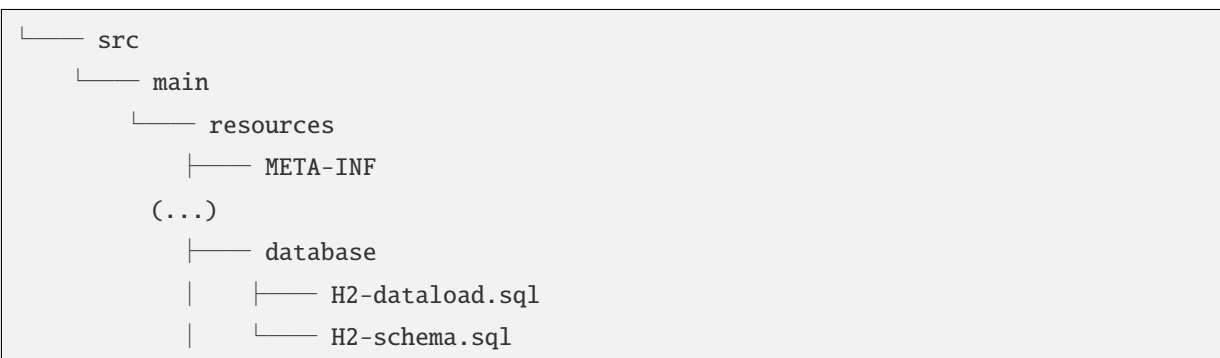 └── src
    └── main
        └── resources
            ├── META-INF
          (...)
            ├── database
            │   ├── H2-dataload.sql
            │   └── H2-schema.sql